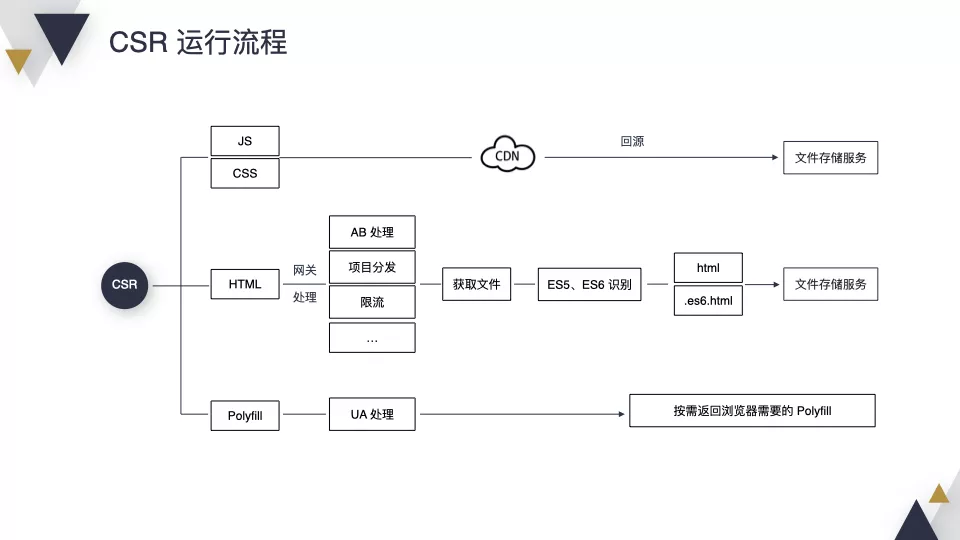 CSR 运行流程
JS
CSS
CDN
回源
文件存储服务
CSR
HTML
网关
处理
AB 处理
项目分发
限流
...
获取文件
ES5、ES6 识别
html
.es6.html
文件存储服务
Polyfill
UA 处理
按需返回浏览器需要的 Polyfill